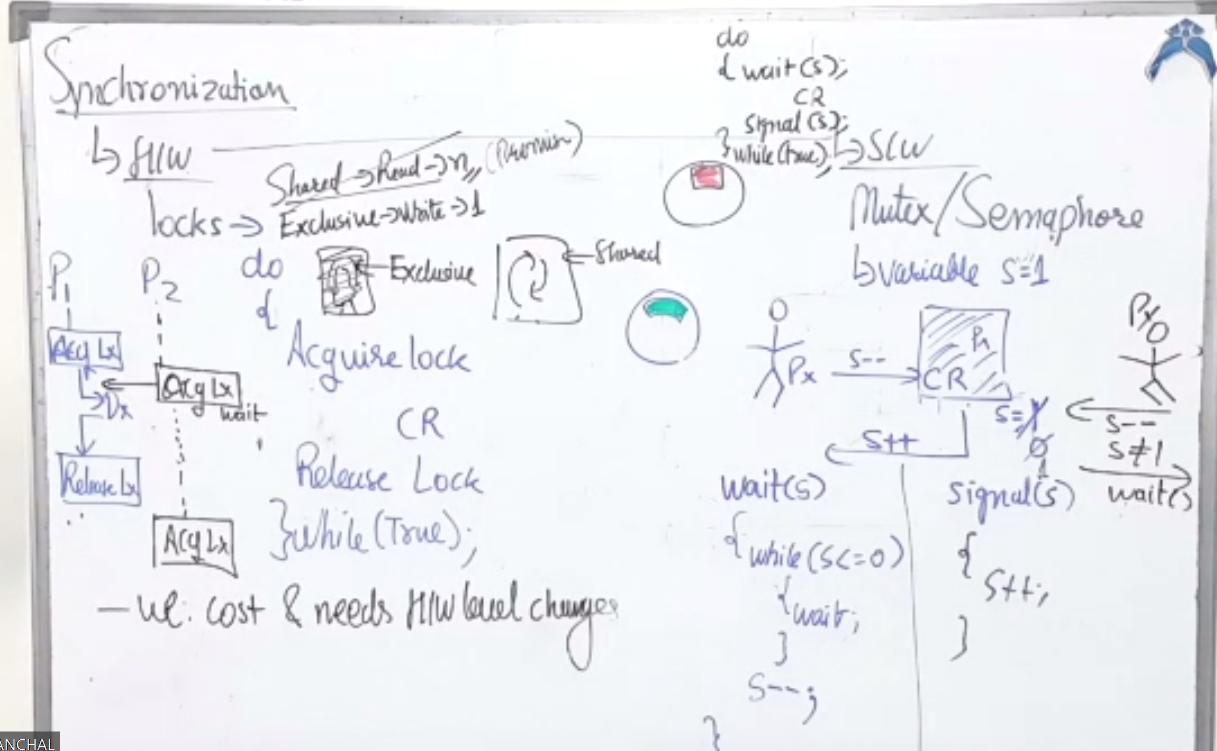 Synchronization
↳ H/W
Shared → Read → n,,
locks → Exclusive → Write → 1
P1
P2
do
{
Exclusive
Shared
Acq Lx
Acquire lock
Acq Lx
wait
Dx
CR
Release Lx
Release Lock
Acq Lx
}while(True);
-ve: cost & needs H/W level changes
do
{ wait(s);
CR
signal(s);
}while(true);
↳ S/W
Mutex/Semaphore
↳ variable S=1
Px
S--
CR
S++
S=1
0
1
Py
S--
S≠1
wait(s)
wait(s)
{ while(S<=0)
{ wait;
}
S--;
}
signal(s)
{
S++;
}
ANCHAL